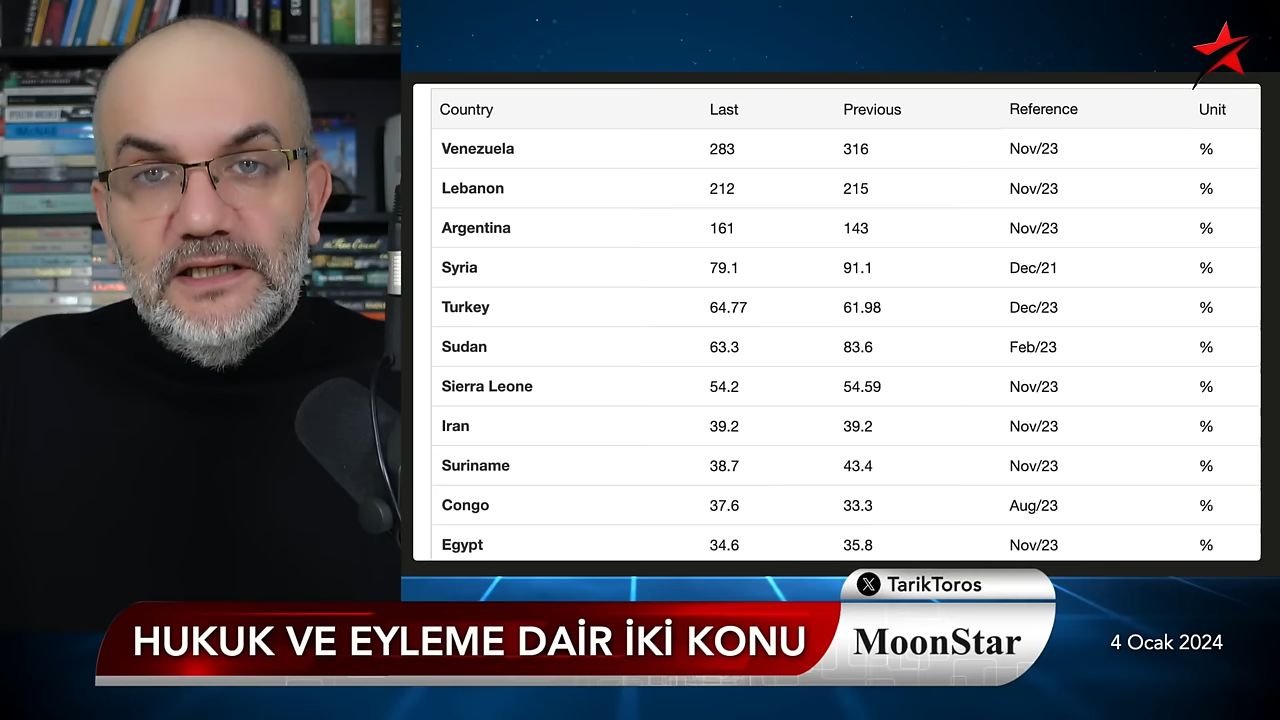 Country Last Previous Reference Unit
Venezuela 283 316 Nov/23 %
Lebanon 212 215 Nov/23 %
Argentina 161 143 Nov/23 %
Syria 79.1 91.1 Dec/21 %
Turkey 64.77 61.98 Dec/23 %
Sudan 63.3 83.6 Feb/23 %
Sierra Leone 54.2 54.59 Nov/23 %
Iran 39.2 39.2 Nov/23 %
Suriname 38.7 43.4 Nov/23 %
Congo 37.6 33.3 Aug/23 %
Egypt 34.6 35.8 Nov/23 %
X TarikToros
HUKUK VE EYLEME DAİR İKİ KONU
MoonStar
4 Ocak 2024